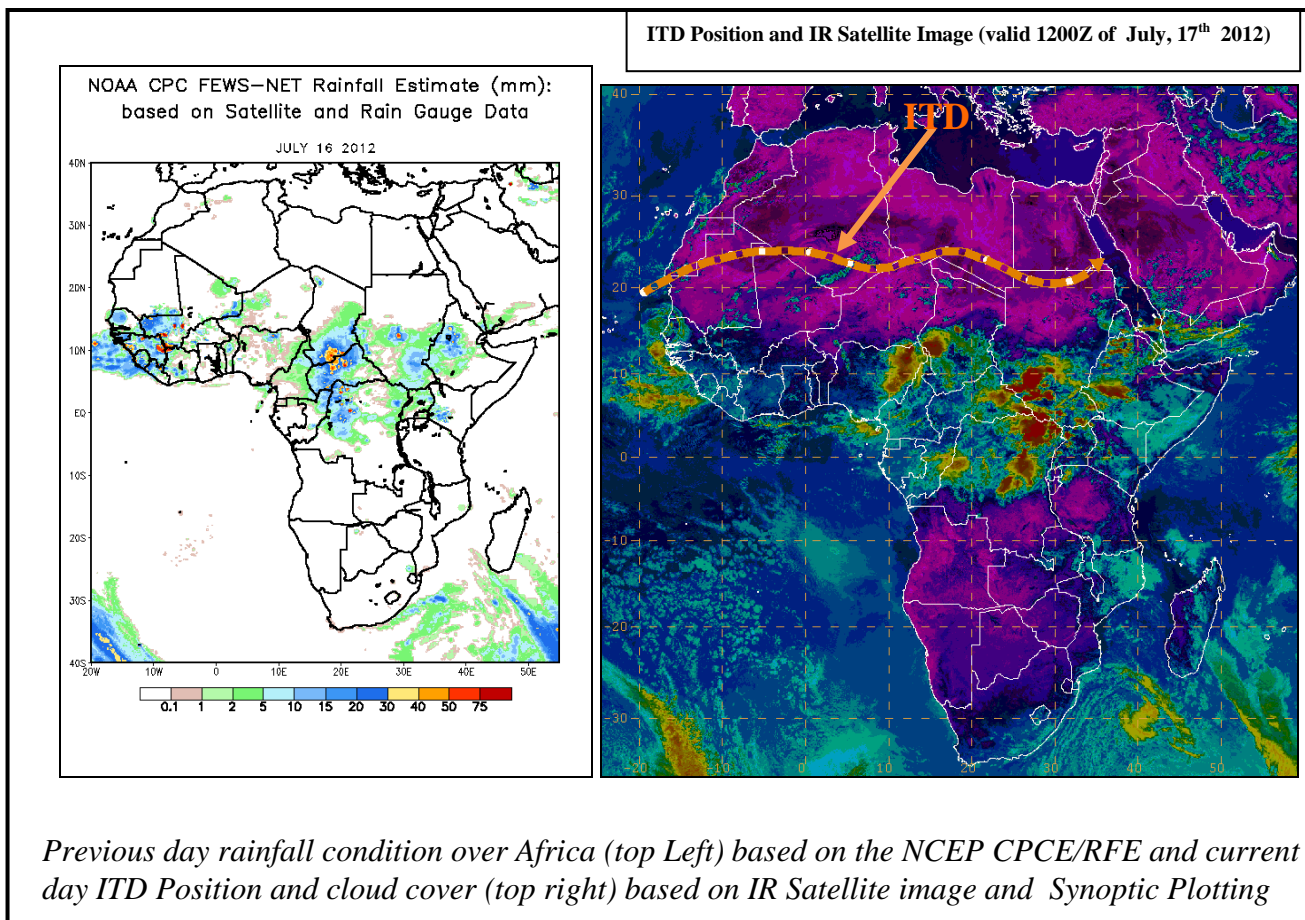 ITD Position and IR Satellite Image (valid 1200Z of July, 17th 2012)
NOAA CPC FEWS-NET Rainfall Estimate (mm):
based on Satellite and Rain Gauge Data
JULY 16 2012
40N
30N
20N
10N
EQ
10S
20S
30S
40S
20W 10W 0 10E 20E 30E 40E 50E
0.1 1 2 5 10 15 20 30 40 50 75
ITD
40
30
20
10
0
-10
-20
-30
-20 -10 0 10 20 30 40 50
Previous day rainfall condition over Africa (top Left) based on the NCEP CPCE/RFE and current
day ITD Position and cloud cover (top right) based on IR Satellite image and Synoptic Plotting